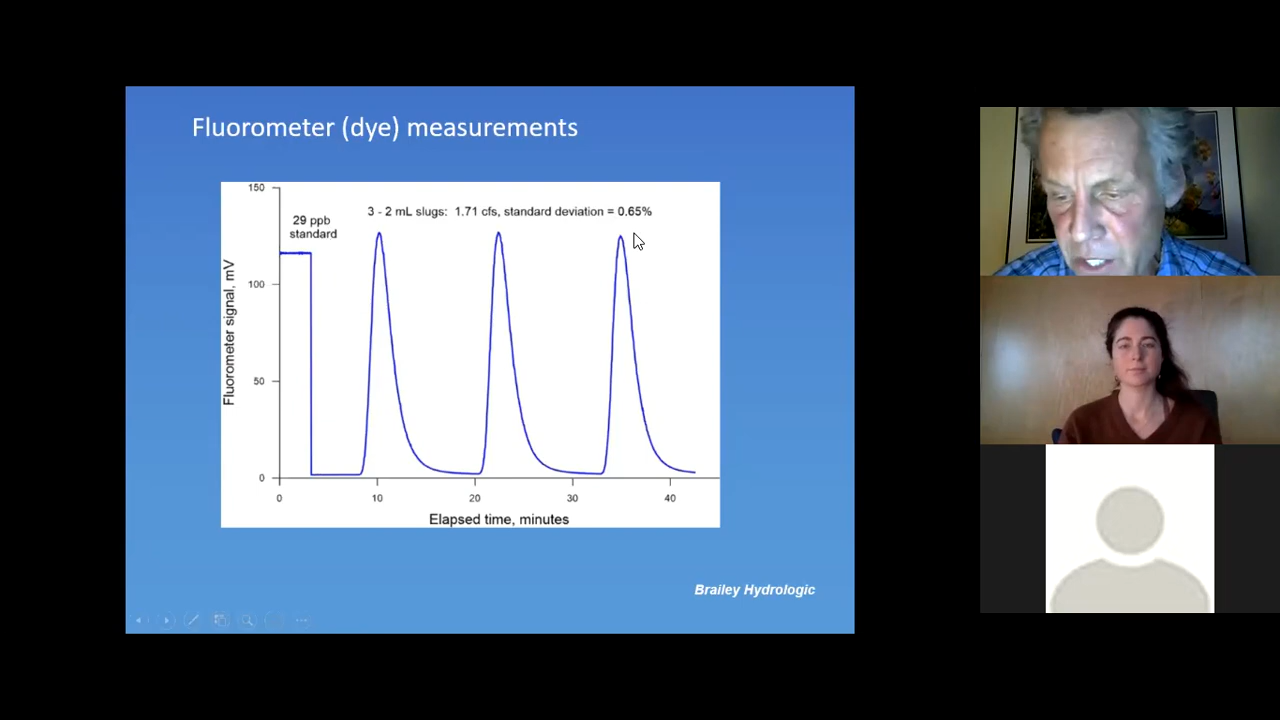 Fluorometer (dye) measurements
150
3 - 2 mL slugs: 1.71 cfs, standard deviation = 0.65%
29 ppb
standard
100
50
0
Fluorometer signal, mV
0 10 20 30 40
Elapsed time, minutes
Brailey Hydrologic